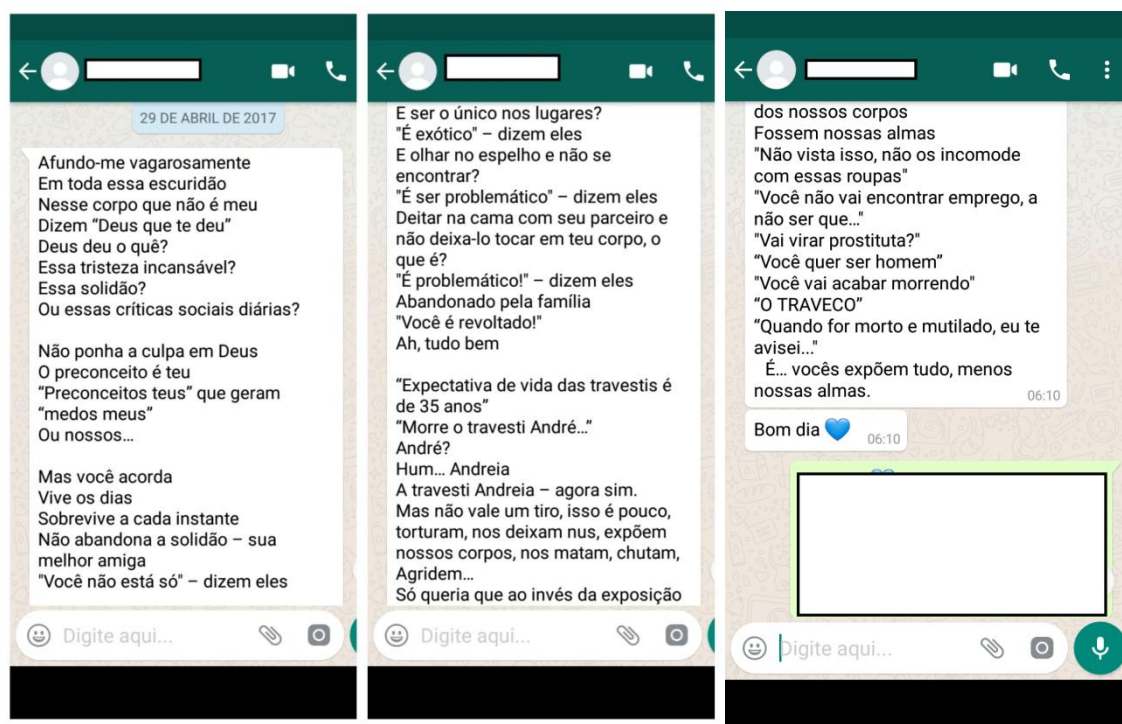 29 DE ABRIL DE 2017
Afundo-me vagarosamente
Em toda essa escuridão
Nesse corpo que não é meu
Dizem “Deus que te deu”
Deus deu o quê?
Essa tristeza incansável?
Essa solidão?
Ou essas críticas sociais diárias?
Não ponha a culpa em Deus
O preconceito é teu
“Preconceitos teus” que geram
“medos meus”
Ou nossos...
Mas você acorda
Vive os dias
Sobrevive a cada instante
Não abandona a solidão – sua
melhor amiga
"Você não está só" – dizem eles
Digite aqui...
E ser o único nos lugares?
"É exótico" – dizem eles
E olhar no espelho e não se
encontrar?
"É ser problemático" – dizem eles
Deitar na cama com seu parceiro e
não deixa-lo tocar em teu corpo, o
que é?
"É problemático!" – dizem eles
Abandonado pela família
"Você é revoltado!"
Ah, tudo bem
“Expectativa de vida das travestis é
de 35 anos”
“Morre o travesti André...”
André?
Hum... Andreia
A travesti Andreia – agora sim.
Mas não vale um tiro, isso é pouco,
torturam, nos deixam nus, expõem
nossos corpos, nos matam, chutam,
Agridem...
Só queria que ao invés da exposição
Digite aqui...
dos nossos corpos
Fossem nossas almas
"Não vista isso, não os incomode
com essas roupas"
"Você não vai encontrar emprego, a
não ser que..."
"Vai virar prostituta?"
“Você quer ser homem”
"Você vai acabar morrendo"
“O TRAVECO”
“Quando for morto e mutilado, eu te
avisei..."
É... vocês expõem tudo, menos
nossas almas.
06:10
Bom dia 💙
06:10
Digite aqui...